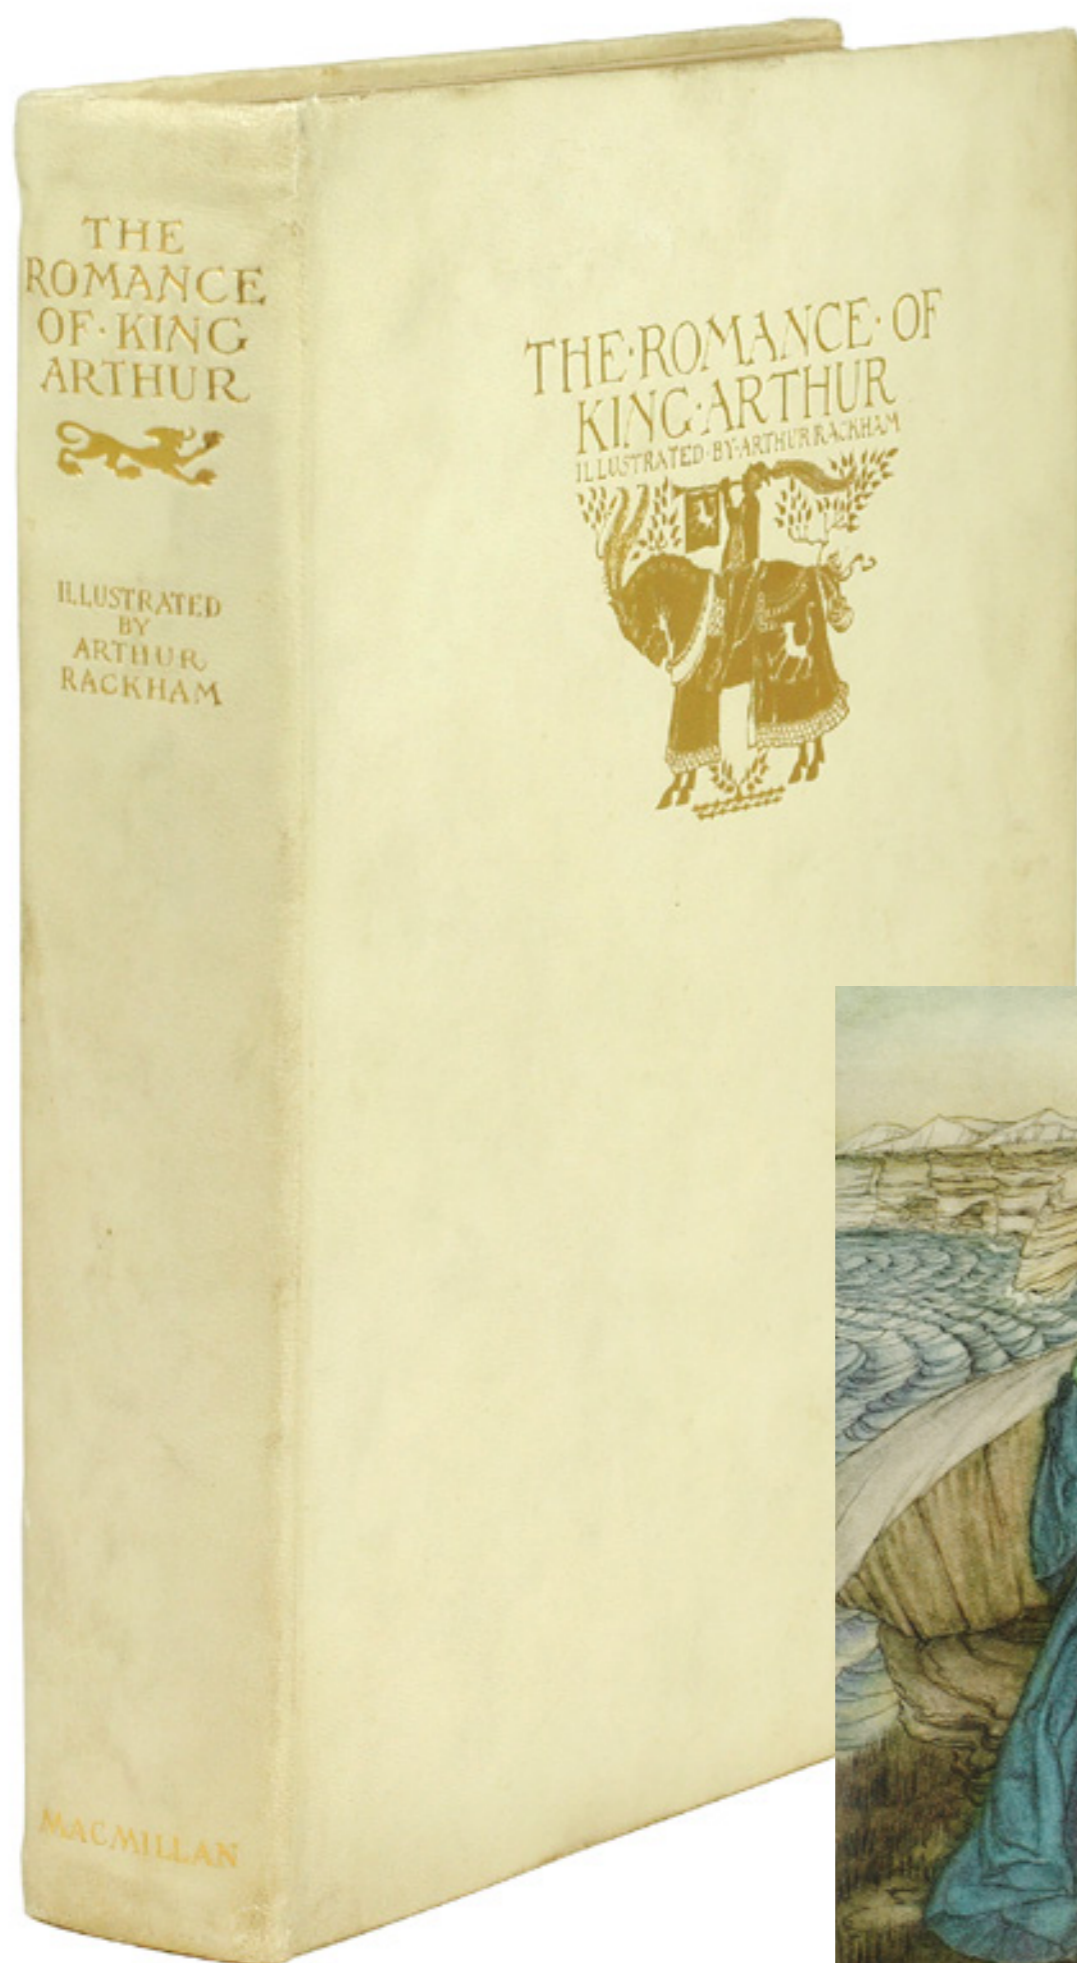 THE
ROMANCE
OF·KING
ARTHUR
ILLUSTRATED
BY
ARTHUR
RACKHAM
MACMILLAN
THE·ROMANCE·OF
KING·ARTHUR
ILLUSTRATED·BY·ARTHUR RACKHAM